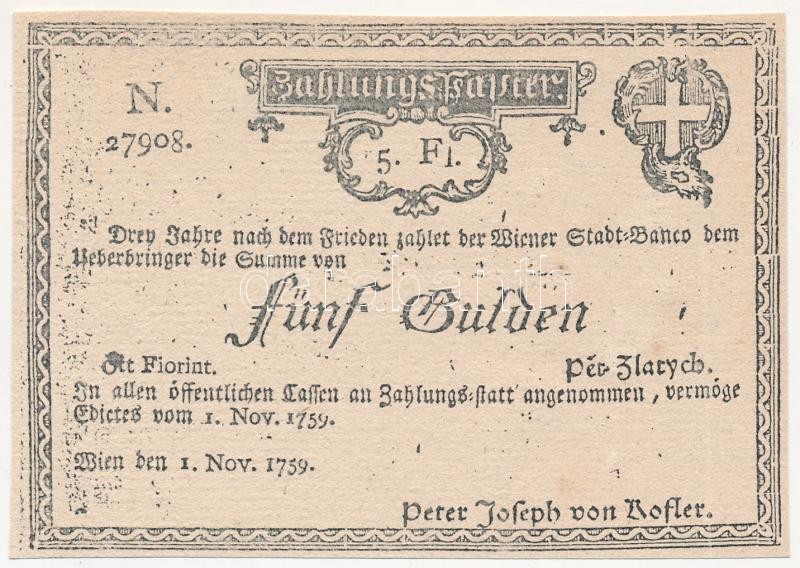 N.
27908.
Zahlungs-Papier.
5. Fl.
Drey Jahre nach dem Frieden zahlet der Wiener Stadt-Banco dem
Ueberbringer die Summe von
Fünf Gulden
Ött Fiorint.
Pět Zlatych.
In allen öffentlichen Cassen an Zahlungs-statt angenommen, vermöge
Edictes vom 1. Nov. 1759.
Wien den 1. Nov. 1759.
Peter Joseph von Kofler.